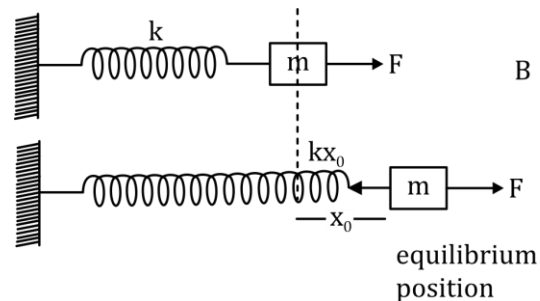 k
m F B
kx₀
m F
x₀
equilibrium
position